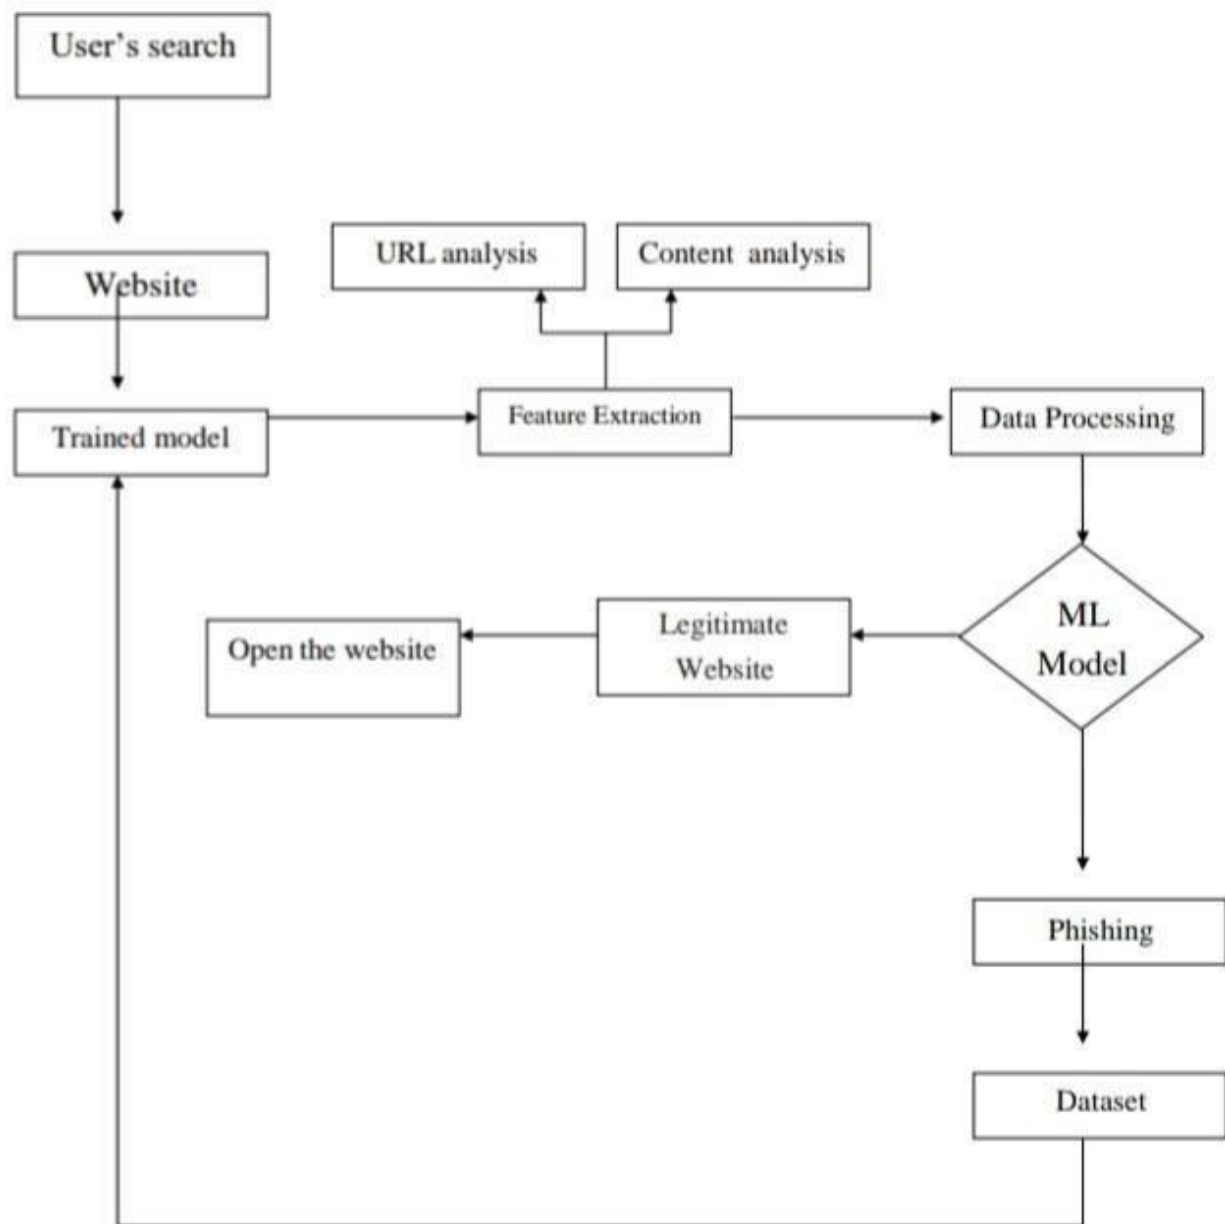 User's search
URL analysis
Content analysis
Website
Feature Extraction
Data Processing
Trained model
ML
Model
Legitimate
Website
Open the website
Phishing
Dataset